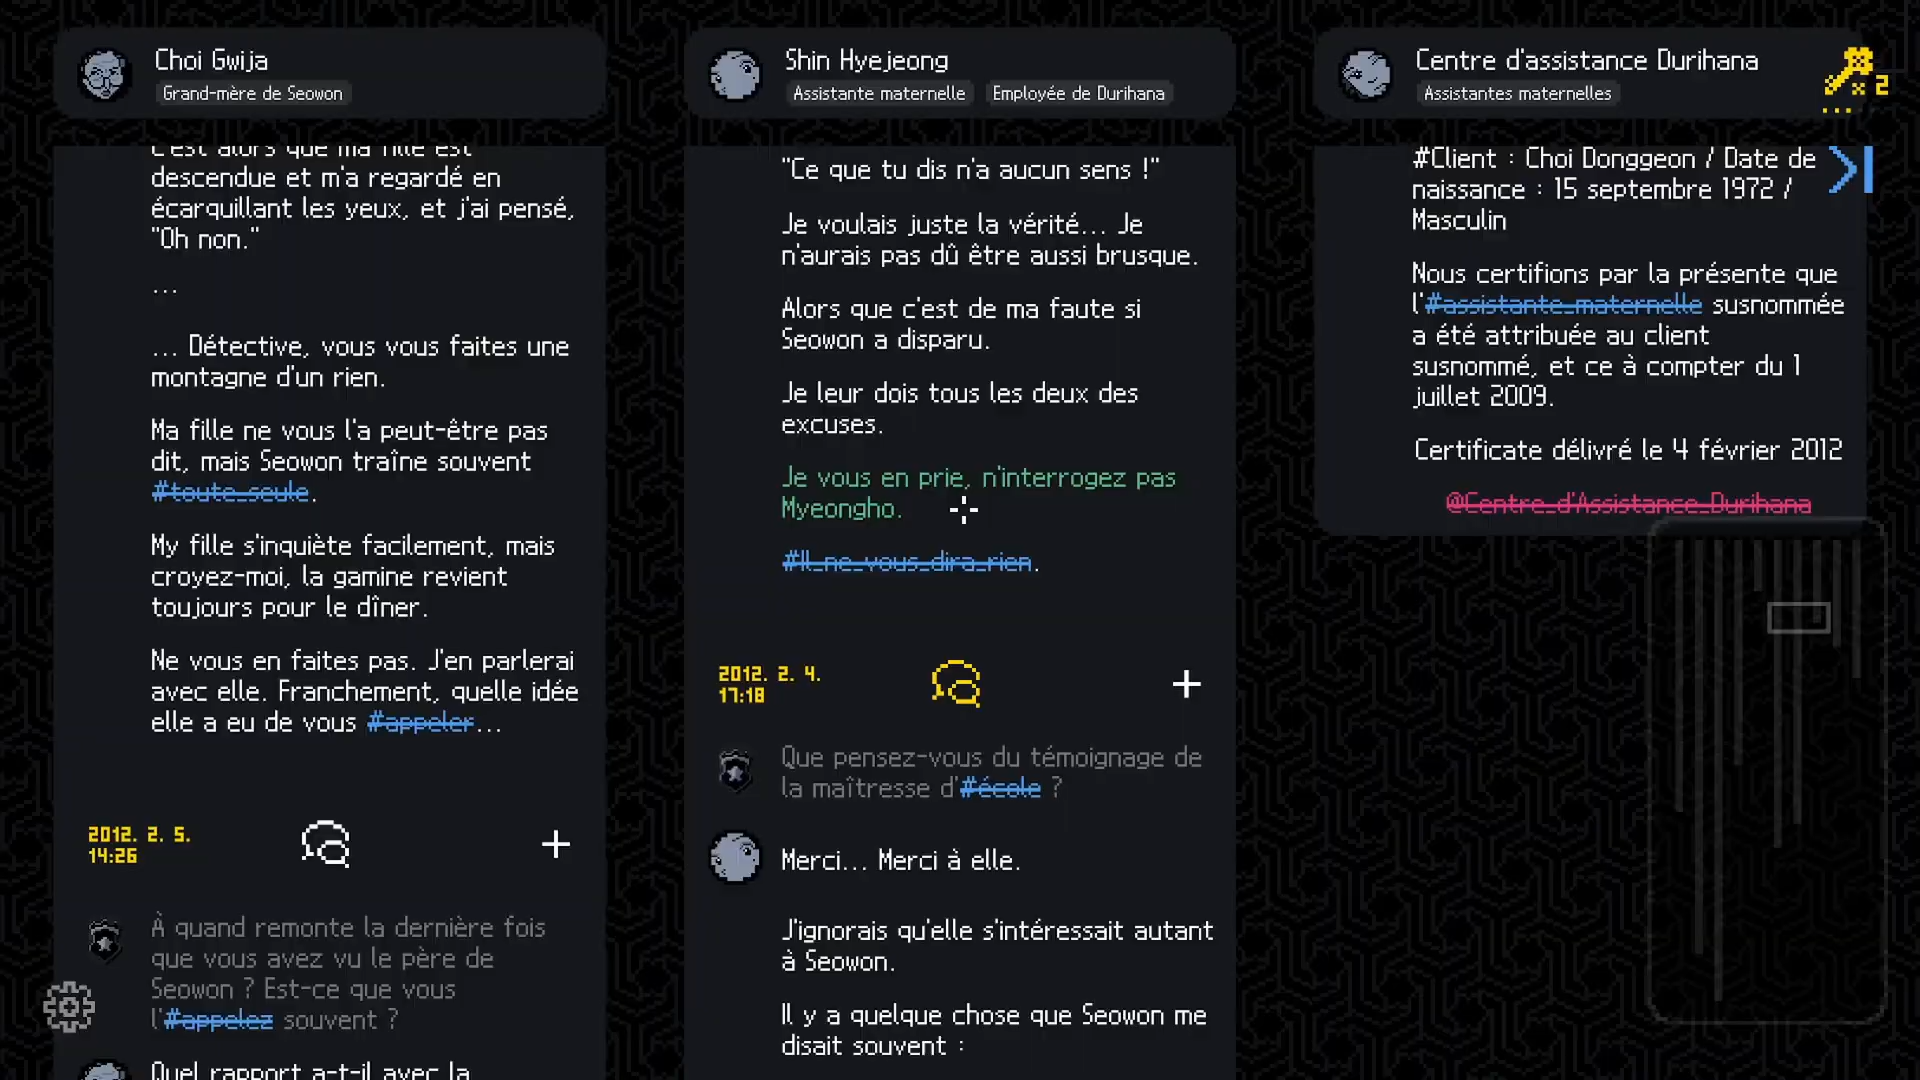 Choi Gwija
Grand-mère de Seowon
C'est alors que ma fille est
descendue et m'a regardé en
écarquillant les yeux, et j'ai pensé,
"Oh non."
...
... Détective, vous vous faites une
montagne d'un rien.
Ma fille ne vous l'a peut-être pas
dit, mais Seowon traîne souvent
#toute_seule.
My fille s'inquiète facilement, mais
croyez-moi, la gamine revient
toujours pour le dîner.
Ne vous en faites pas. J'en parlerai
avec elle. Franchement, quelle idée
elle a eu de vous #appeler...
2012. 2. 5.
14:26
À quand remonte la dernière fois
que vous avez vu le père de
Seowon ? Est-ce que vous
l'#appelez souvent ?
Quel rapport a-t-il avec la
Shin Hyejeong
Assistante maternelle
Employée de Durihana
"Ce que tu dis n'a aucun sens !"
Je voulais juste la vérité... Je
n'aurais pas dû être aussi brusque.
Alors que c'est de ma faute si
Seowon a disparu.
Je leur dois tous les deux des
excuses.
Je vous en prie, n'interrogez pas
Myeongho.
#Il_ne_vous_dira_rien.
2012. 2. 4.
17:18
Que pensez-vous du témoignage de
la maîtresse d'#école ?
Merci... Merci à elle.
J'ignorais qu'elle s'intéressait autant
à Seowon.
Il y a quelque chose que Seowon me
disait souvent :
Centre d'assistance Durihana
Assistantes maternelles
x 2
...
#Client : Choi Donggeon / Date de
naissance : 15 septembre 1972 /
Masculin
Nous certifions par la présente que
l'#assistante_maternelle susnommée
a été attribuée au client
susnommé, et ce à compter du 1
juillet 2009.
Certificate délivré le 4 février 2012
@Centre_d'Assistance_Durihana